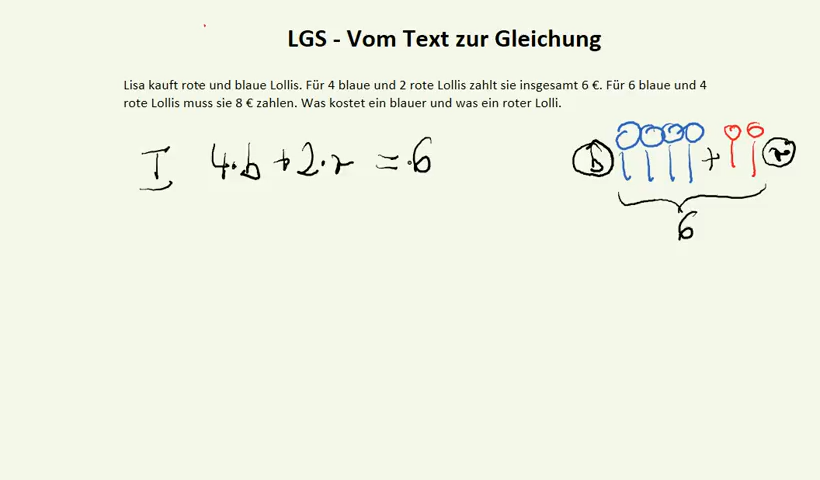 LGS - Vom Text zur Gleichung
Lisa kauft rote und blaue Lollis. Für 4 blaue und 2 rote Lollis zahlt sie insgesamt 6 €. Für 6 blaue und 4
rote Lollis muss sie 8 € zahlen. Was kostet ein blauer und was ein roter Lolli.
I 4·b + 2·r = 6
b + r
6